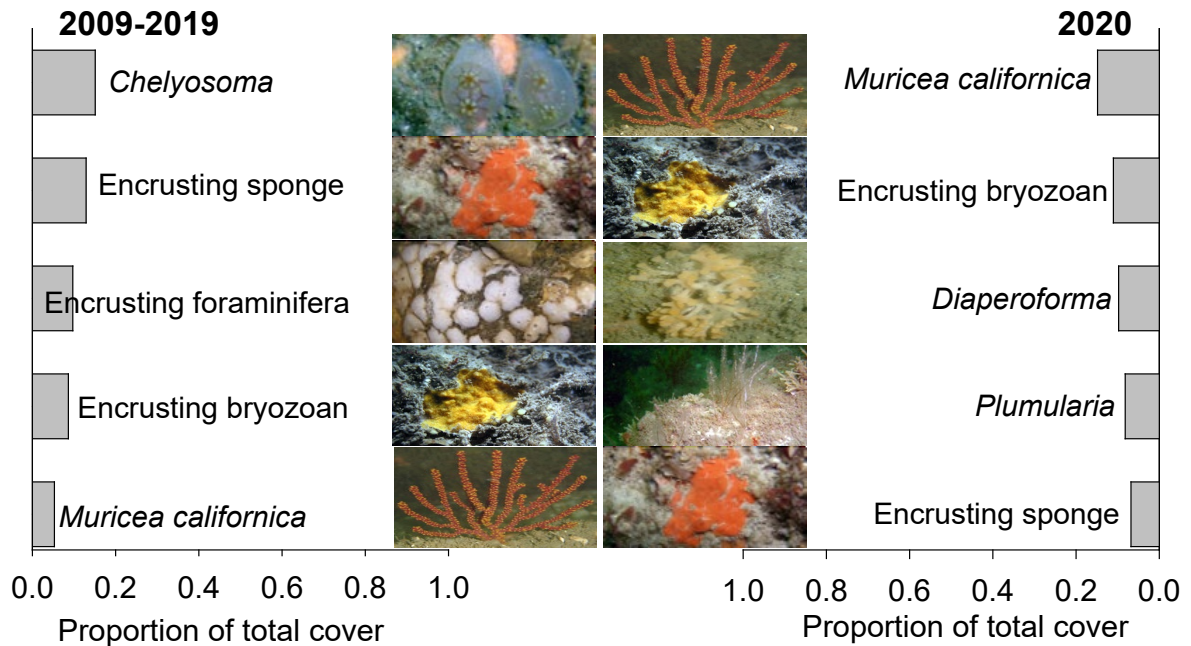 2009-2019
Chelyosoma
Encrusting sponge
Encrusting foraminifera
Encrusting bryozoan
Muricea californica
0.0 0.2 0.4 0.6 0.8 1.0
Proportion of total cover
2020
Muricea californica
Encrusting bryozoan
Diaperoforma
Plumularia
Encrusting sponge
1.0 0.8 0.6 0.4 0.2 0.0
Proportion of total cover